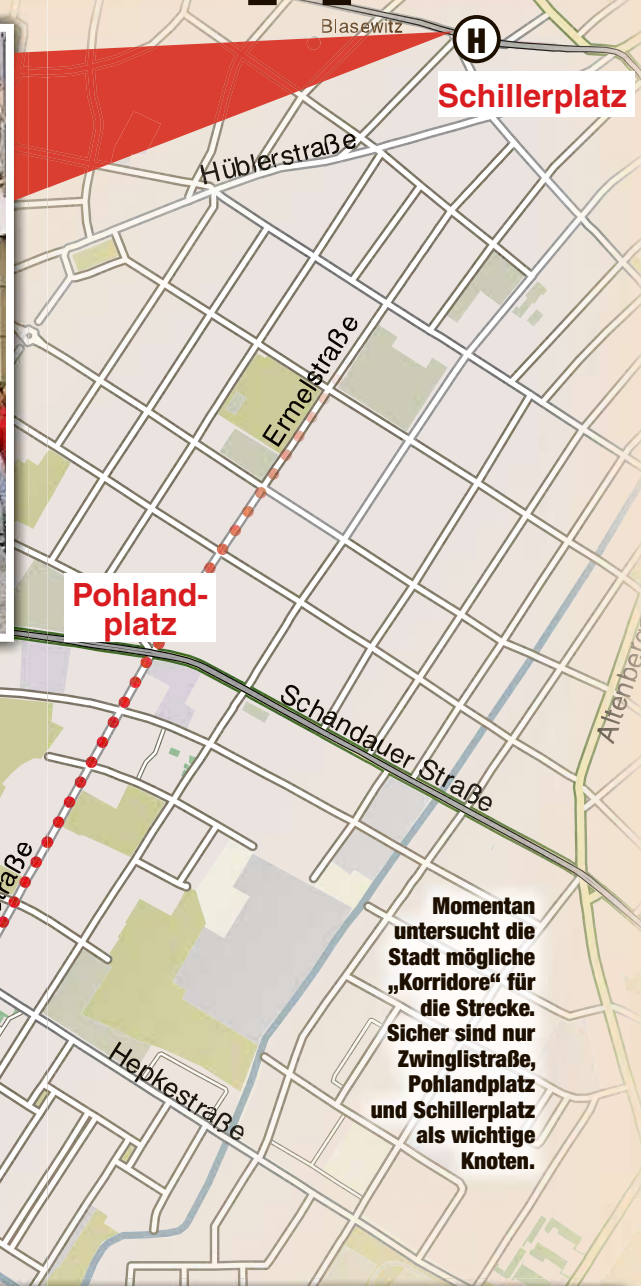 Blasewitz
H
Schillerplatz
Hüblerstraße
Ermelstraße
Pohland-
platz
Schandauer Straße
raße
Hepkestraße
Momentan
untersucht die
Stadt mögliche
„Korridore“ für
die Strecke.
Sicher sind nur
Zwinglistraße,
Pohlandplatz
und Schillerplatz
als wichtige
Knoten.